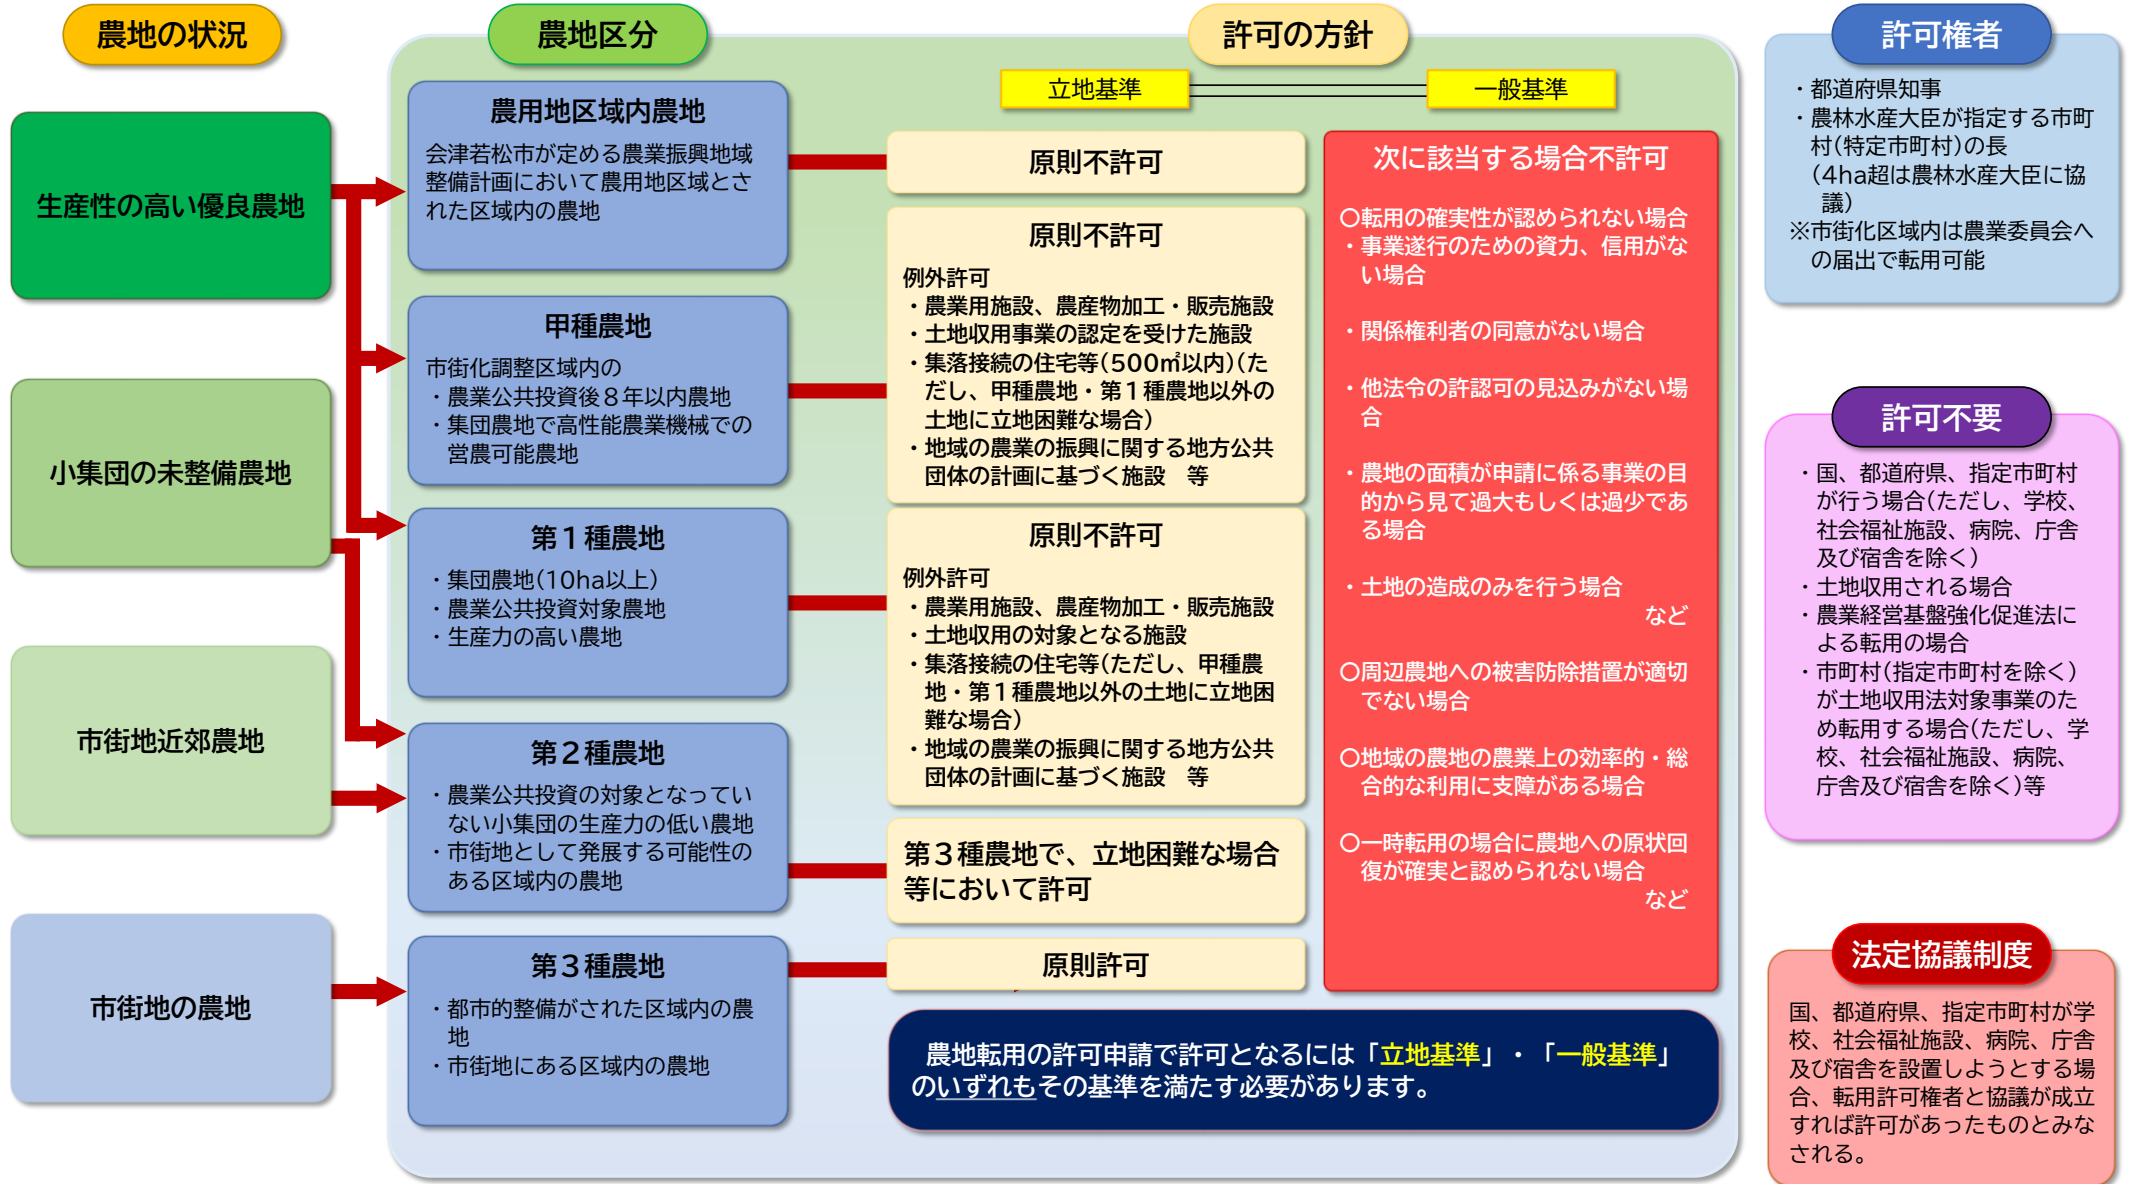 農地の状況
生産性の高い優良農地
小集団の未整備農地
市街地近郊農地
市街地の農地
農地区分
農用地区域内農地
会津若松市が定める農業振興地域
整備計画において農用地区域とさ
れた区域内の農地
甲種農地
市街化調整区域内の
・農業公共投資後８年以内農地
・集団農地で高性能農業機械での
営農可能農地
第１種農地
・集団農地(10ha以上)
・農業公共投資対象農地
・生産力の高い農地
第２種農地
・農業公共投資の対象となってい
ない小集団の生産力の低い農地
・市街地として発展する可能性の
ある区域内の農地
第３種農地
・都市的整備がされた区域内の農
地
・市街地にある区域内の農地
許可の方針
立地基準
一般基準
原則不許可
原則不許可
例外許可
・農業用施設、農産物加工・販売施設
・土地収用事業の認定を受けた施設
・集落接続の住宅等(500㎡以内)(た
だし、甲種農地・第１種農地以外の
土地に立地困難な場合)
・地域の農業の振興に関する地方公共
団体の計画に基づく施設　等
原則不許可
例外許可
・農業用施設、農産物加工・販売施設
・土地収用の対象となる施設
・集落接続の住宅等(ただし、甲種農
地・第１種農地以外の土地に立地困
難な場合)
・地域の農業の振興に関する地方公共
団体の計画に基づく施設　等
第３種農地で、立地困難な場合
等において許可
原則許可
次に該当する場合不許可
〇転用の確実性が認められない場合
・事業遂行のための資力、信用がな
い場合
・関係権利者の同意がない場合
・他法令の許認可の見込みがない場
合
・農地の面積が申請に係る事業の目
的から見て過大もしくは過少であ
る場合
・土地の造成のみを行う場合
など
〇周辺農地への被害防除措置が適切
でない場合
〇地域の農地の農業上の効率的・総
合的な利用に支障がある場合
〇一時転用の場合に農地への原状回
復が確実と認められない場合
など
農地転用の許可申請で許可となるには「立地基準」・「一般基準」
のいずれもその基準を満たす必要があります。
許可権者
・都道府県知事
・農林水産大臣が指定する市町
村(特定市町村)の長
(4ha超は農林水産大臣に協
議)
※市街化区域内は農業委員会へ
の届出で転用可能
許可不要
・国、都道府県、指定市町村
が行う場合(ただし、学校、
社会福祉施設、病院、庁舎
及び宿舎を除く)
・土地収用される場合
・農業経営基盤強化促進法に
よる転用の場合
・市町村(指定市町村を除く)
が土地収用法対象事業のた
め転用する場合(ただし、学
校、社会福祉施設、病院、
庁舎及び宿舎を除く)等
法定協議制度
国、都道府県、指定市町村が学
校、社会福祉施設、病院、庁舎
及び宿舎を設置しようとする場
合、転用許可権者と協議が成立
すれば許可があったものとみな
される。